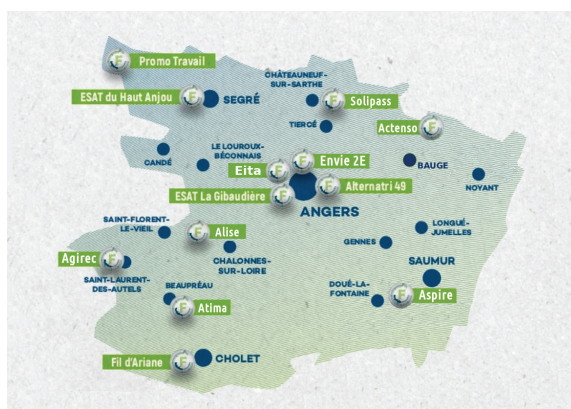 Promo Travail
CHÂTEAUNEUF-
SUR-SARTHE
ESAT du Haut Anjou
SEGRÉ
Solipass
TIERCÉ
Actenso
LE LOUROUX-
BÉCONNAIS
CANDÉ
Envie 2E
BAUGE
Eita
NOYANT
Alternatri 49
ESAT La Gibaudière
ANGERS
SAINT-FLORENT-
LE-VIEIL
Alise
LONGUÉ-
JUMELLES
GENNES
Agirec
CHALONNES-
SUR-LOIRE
SAUMUR
SAINT-LAURENT-
DES-AUTELS
BEAUPRÉAU
DOUÉ-LA-
FONTAINE
Aspire
Atima
Fil d'Ariane
CHOLET